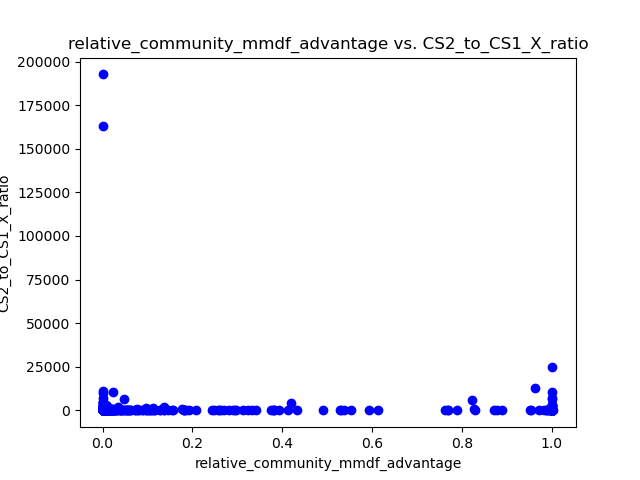 relative_community_mmdf_advantage vs. CS2_to_CS1_X_ratio
200000
175000
150000
125000
100000
75000
50000
25000
0
CS2_to_CS1_X_ratio
0.0 0.2 0.4 0.6 0.8 1.0
relative_community_mmdf_advantage